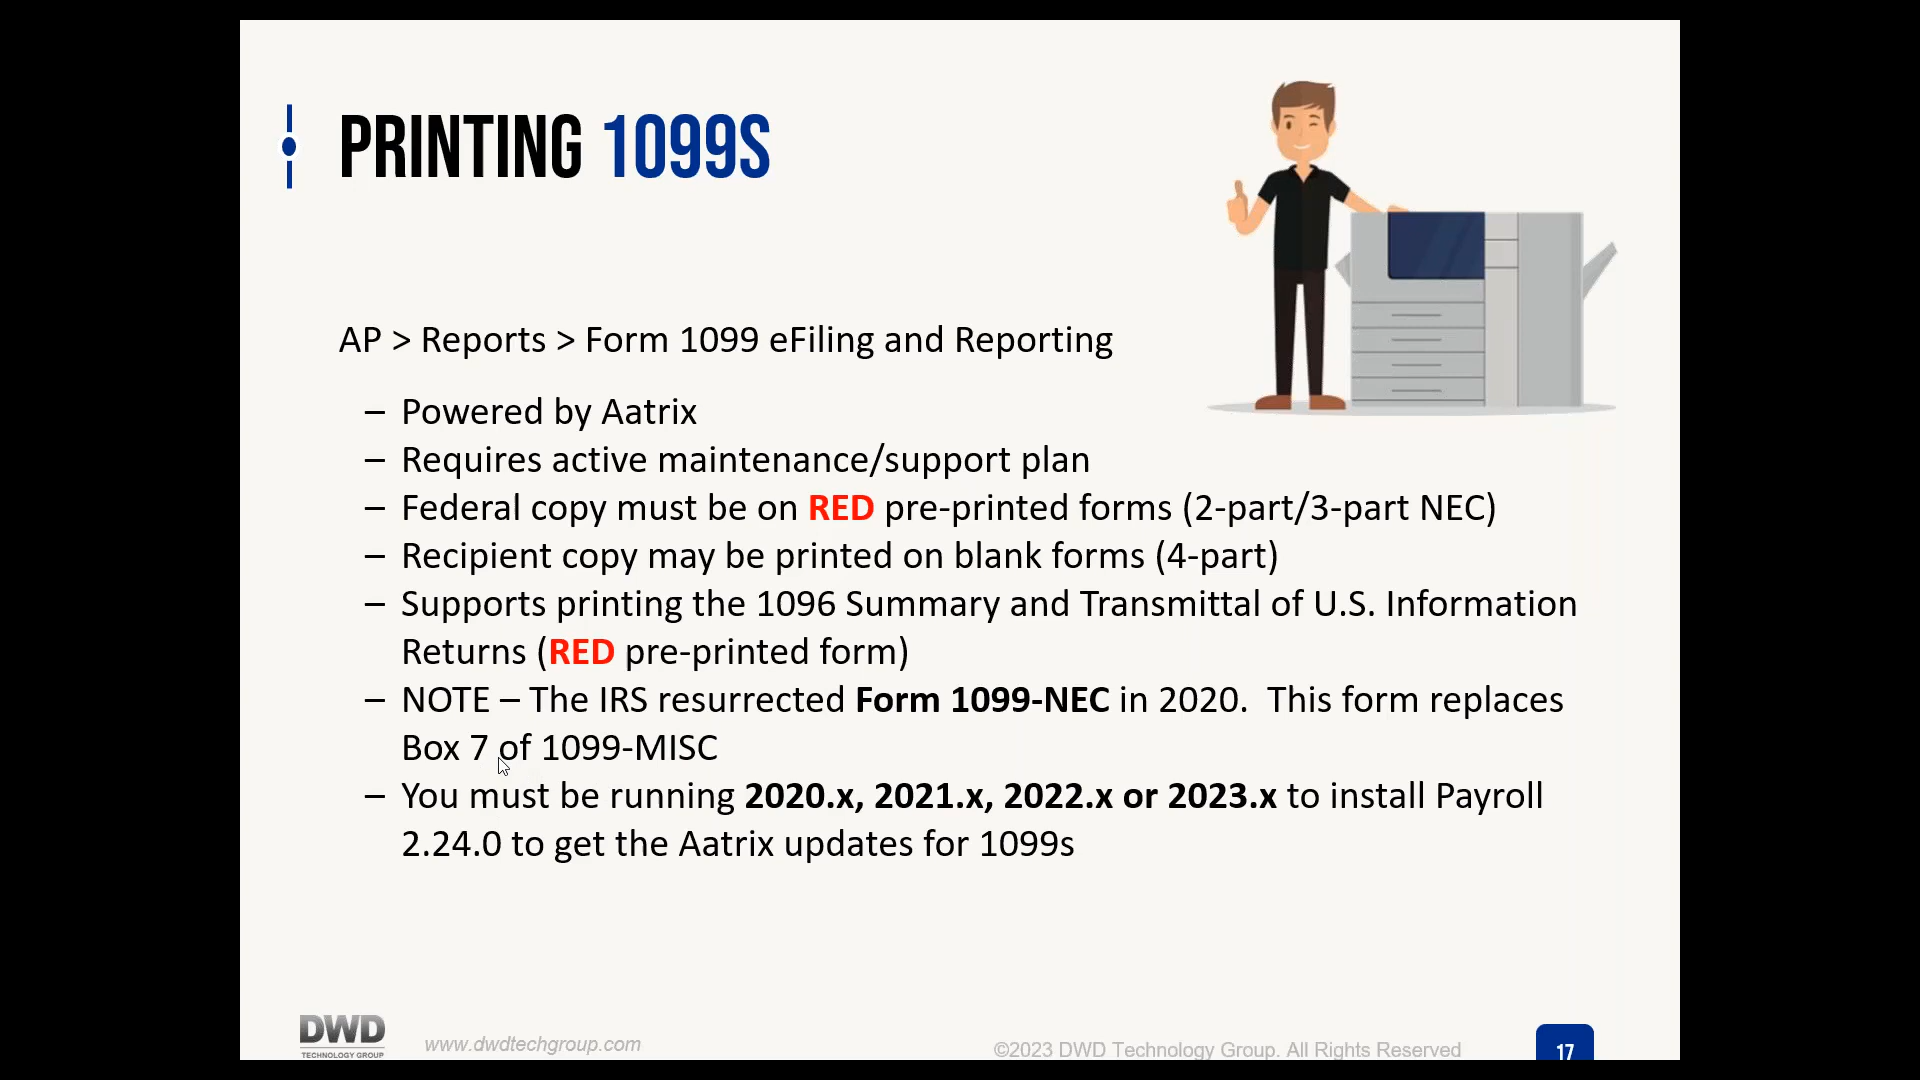 PRINTING 1099S
AP > Reports > Form 1099 eFiling and Reporting
– Powered by Aatrix
– Requires active maintenance/support plan
– Federal copy must be on RED pre-printed forms (2-part/3-part NEC)
– Recipient copy may be printed on blank forms (4-part)
– Supports printing the 1096 Summary and Transmittal of U.S. Information
Returns (RED pre-printed form)
– NOTE – The IRS resurrected Form 1099-NEC in 2020.  This form replaces
Box 7 of 1099-MISC
– You must be running 2020.x, 2021.x, 2022.x or 2023.x to install Payroll
2.24.0 to get the Aatrix updates for 1099s
DWD
TECHNOLOGY GROUP
www.dwdtechgroup.com
©2023 DWD Technology Group. All Rights Reserved
17